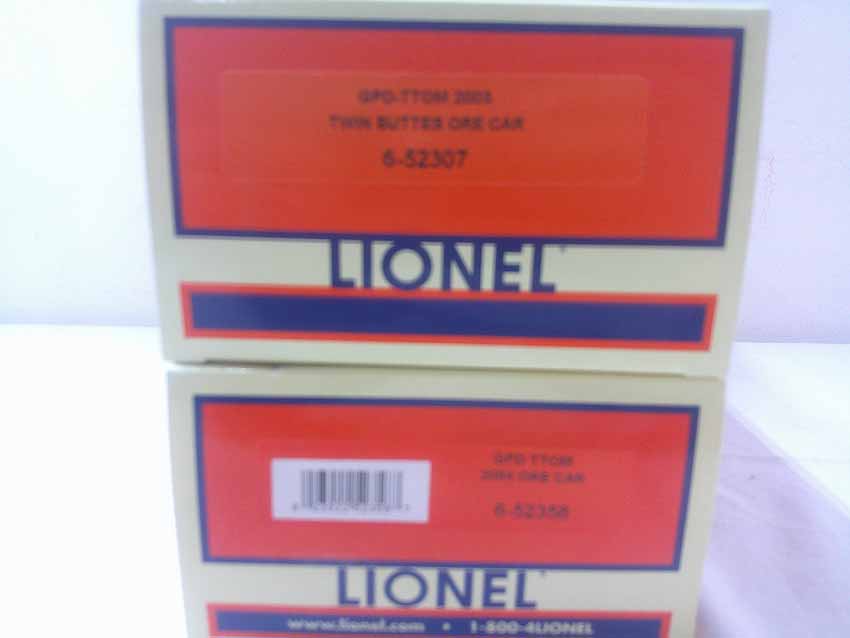 GPD-TTOM 2003
TWIN BUTTES ORE CAR
6-52307
LIONEL
GPD TTOM
2004 ORE CAR
6-52358
LIONEL
www.lionel.com • 1-800-4LIONEL